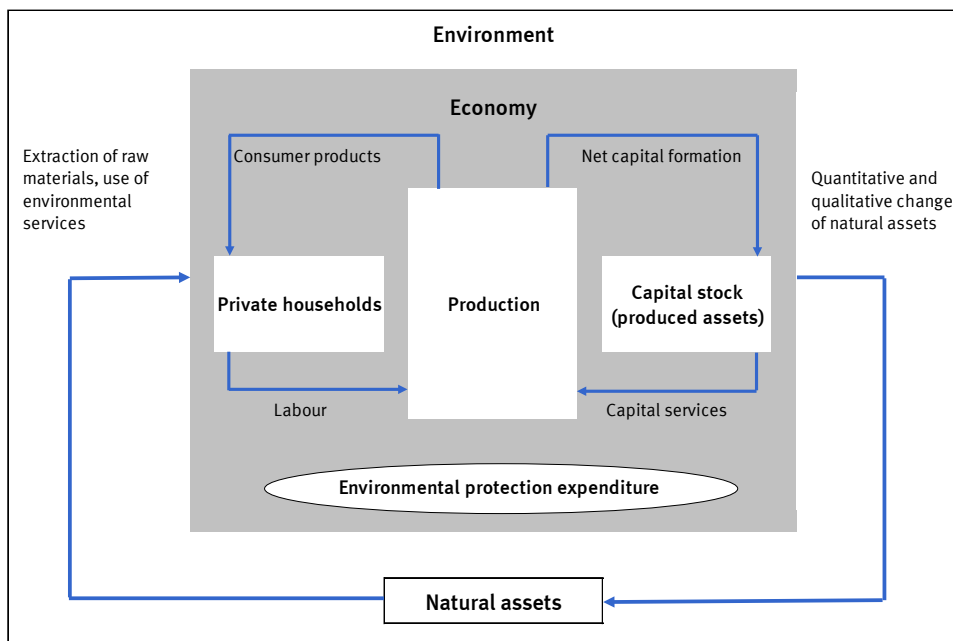 Environment
Economy
Extraction of raw
materials, use of
environmental
services
Consumer products
Net capital formation
Quantitative and
qualitative change
of natural assets
Private households
Production
Capital stock
(produced assets)
Labour
Capital services
Environmental protection expenditure
Natural assets